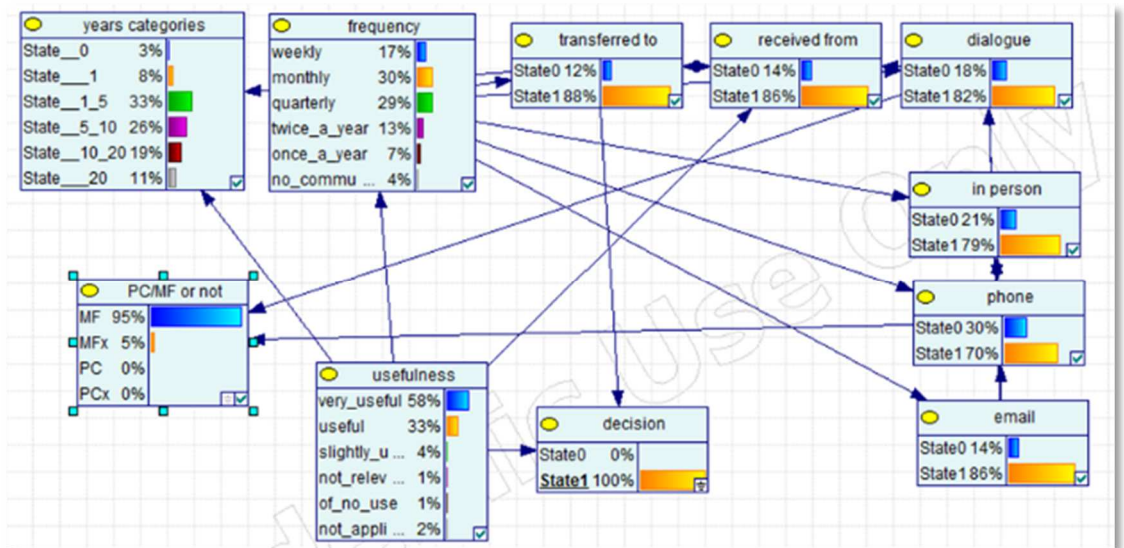 years categories
State__0 3%
State___1 8%
State__1_5 33%
State__5_10 26%
State__10_20 19%
State___20 11%
frequency
weekly 17%
monthly 30%
quarterly 29%
twice_a_year 13%
once_a_year 7%
no_commu ... 4%
transferred to
State0 12%
State1 88%
received from
State0 14%
State1 86%
dialogue
State0 18%
State1 82%
in person
State0 21%
State1 79%
PC/MF or not
MF 95%
MFx 5%
PC 0%
PCx 0%
phone
State0 30%
State1 70%
usefulness
very_useful 58%
useful 33%
slightly_u ... 4%
not_relev ... 1%
of_no_use 1%
not_appli ... 2%
decision
State0 0%
State1 100%
email
State0 14%
State1 86%
Use Only